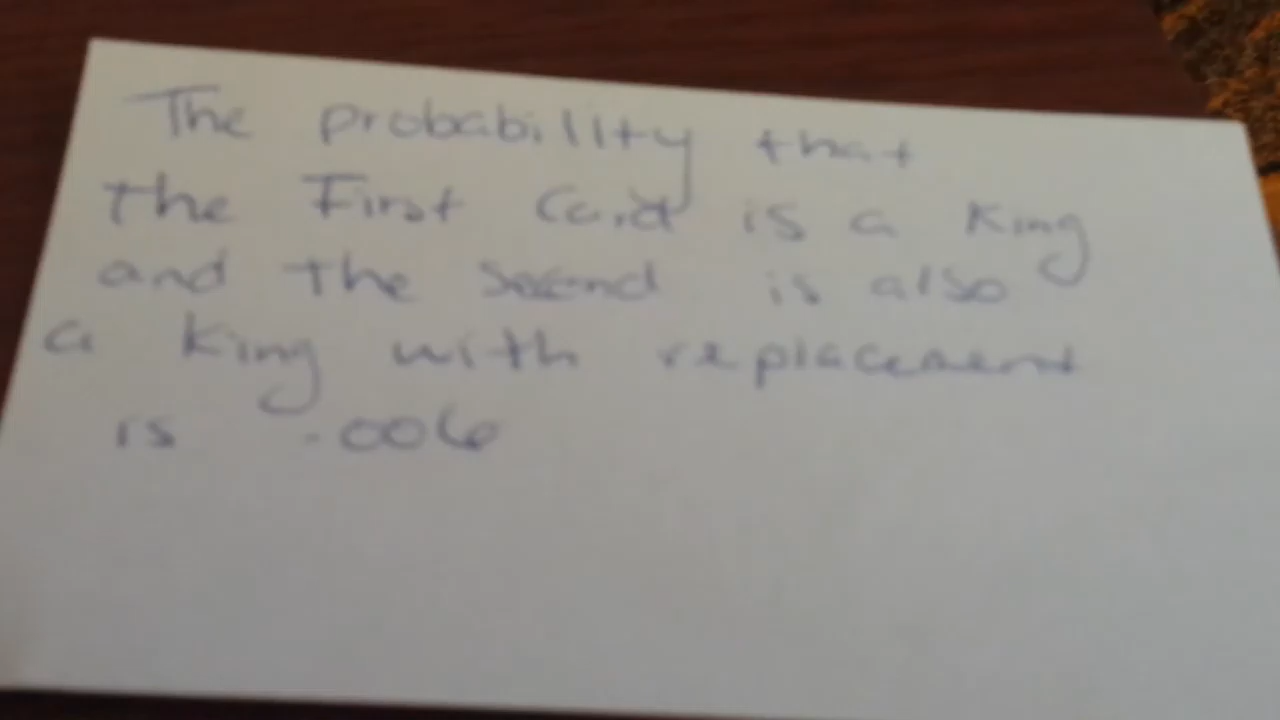 The probability that
the First Card is a King
and the second is also
a King with replacement
is .006